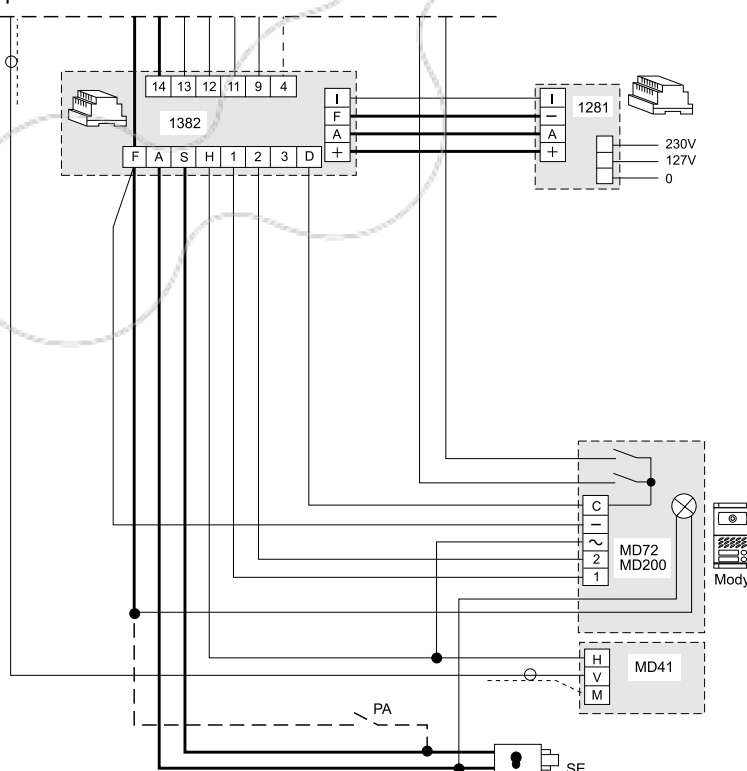 14 13 12 11 9 4
1382
I
F
A
+
I
−
A
+
1281
230V
127V
0
F A S H 1 2 3 D
C
−
~
2
1
MD72
MD200
Mody
H
V
M
MD41
PA
SE